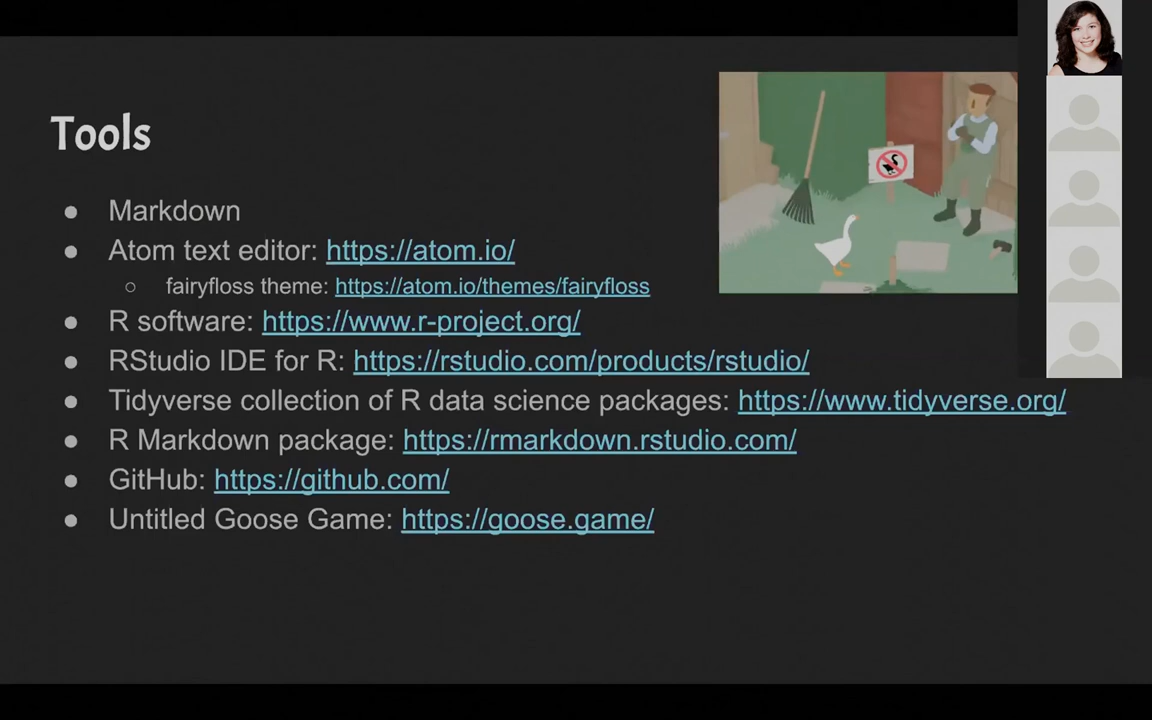 Tools
● Markdown
● Atom text editor: https://atom.io/
○ fairyfloss theme: https://atom.io/themes/fairyfloss
● R software: https://www.r-project.org/
● RStudio IDE for R: https://rstudio.com/products/rstudio/
● Tidyverse collection of R data science packages: https://www.tidyverse.org/
● R Markdown package: https://rmarkdown.rstudio.com/
● GitHub: https://github.com/
● Untitled Goose Game: https://goose.game/